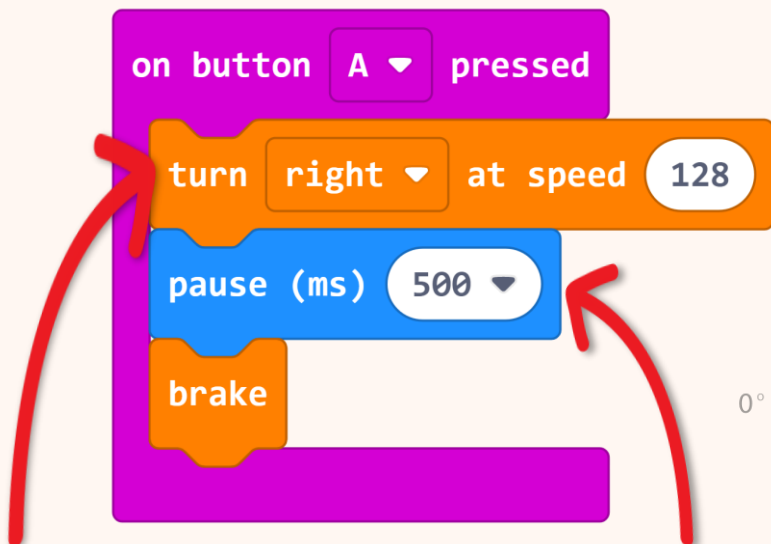 on button A pressed
turn right at speed 128
pause (ms) 500
brake
0°